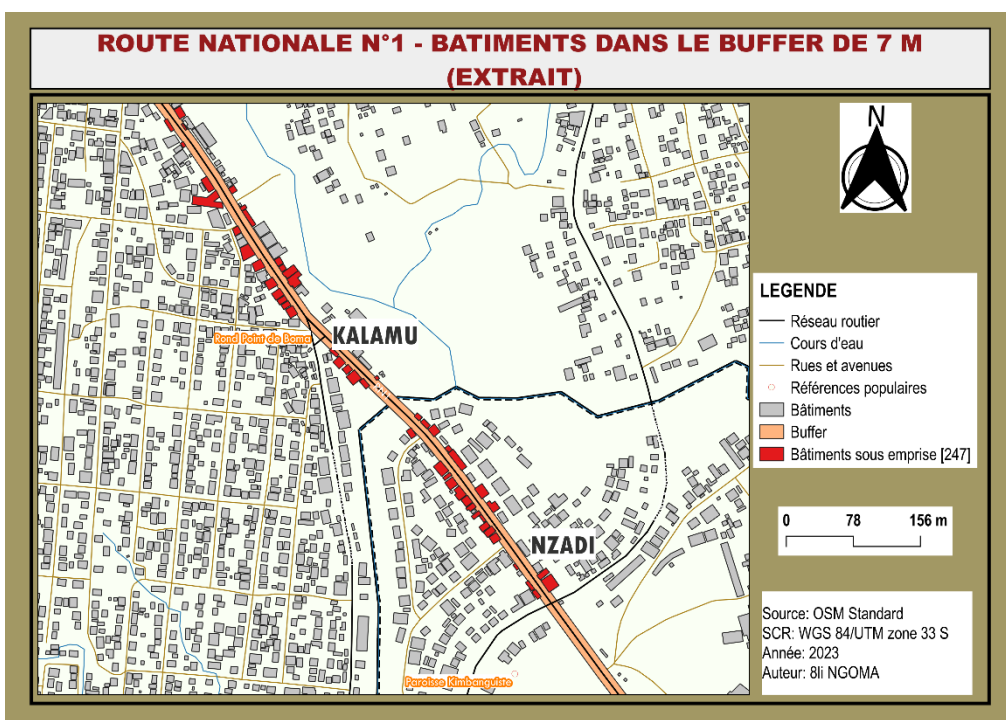 ROUTE NATIONALE N°1 - BATIMENTS DANS LE BUFFER DE 7 M
(EXTRAIT)
N
Rond Point de Boma
KALAMU
NZADI
Paroisse Kimbanguiste
LEGENDE
Réseau routier
Cours d'eau
Rues et avenues
Références populaires
Bâtiments
Buffer
Bâtiments sous emprise [247]
0 78 156 m
Source: OSM Standard
SCR: WGS 84/UTM zone 33 S
Année: 2023
Auteur: 8li NGOMA